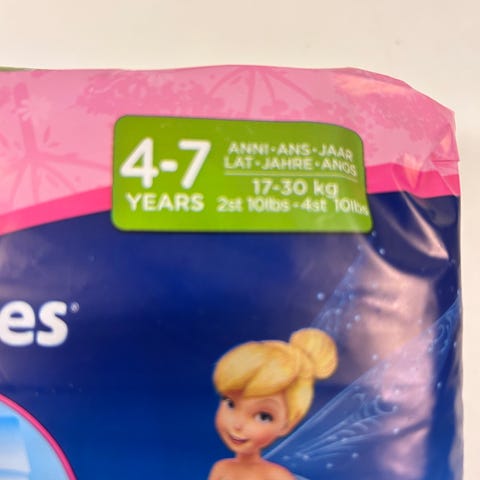 4-7
YEARS
ANNI•ANS•JAAR
LAT•JAHRE•AÑOS
17-30 kg
2st 10lbs - 4st 10lbs
es